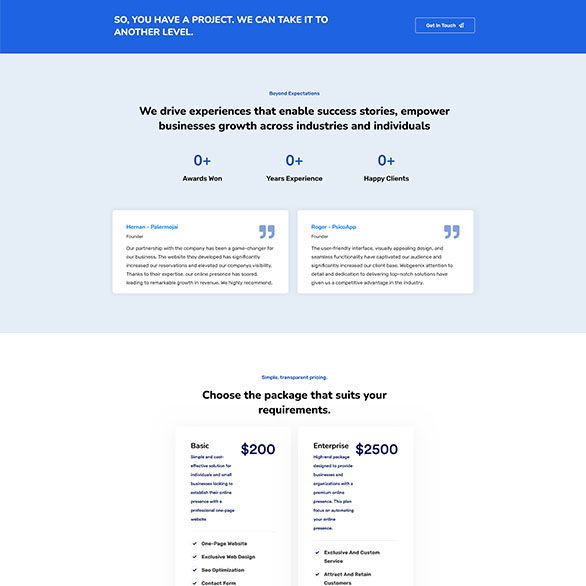 SO, YOU HAVE A PROJECT. WE CAN TAKE IT TO
ANOTHER LEVEL.
Get In Touch
Beyond Expectations
We drive experiences that enable success stories, empower
businesses growth across industries and individuals
0+
0+
0+
Awards Won
Years Experience
Happy Clients
Hernan - Palermojai
Founder
Our partnership with the company has been a game-changer for
our business. The website they developed has significantly
increased our reservations and elevated our companys visibility.
Thanks to their expertise, our online presence has soared,
leading to remarkable growth in revenue. We highly recommend.
Roger - PsicoApp
Founder
The user-friendly interface, visually appealing design, and
seamless functionality have captivated our audience and
significantly increased our client base. Webgeenix attention to
detail and dedication to delivering top-notch solutions have
given us a competitive advantage in the industry.
Simple, transparent pricing.
Choose the package that suits your
requirements.
Basic
$200
Simple and cost-
effective solution for
individuals and small
businesses looking to
establish their online
presence with a
professional one-page
website
One-Page Website
Exclusive Web Design
Seo Optimization
Contact Form
Enterprise
$2500
High-end package
designed to provide
businesses and
organizations with a
premium online
presence. This plan
focus an automating
your online
presence.
Exclusive And Custom
Service
Attract And Retain
Customers